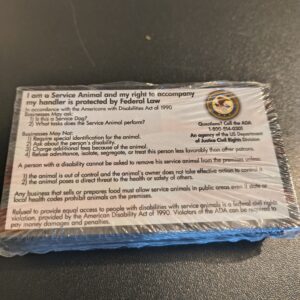 I am a Service Animal and my right to accompany
my handler is protected by Federal Law
In accordance with the Americans with Disabilities Act of 1990.
Businesses May ask:
1) Is this a Service Dog?
2) What tasks does the Service Animal perform?
Questions? Call the ADA
1-800-514-0301
An agency of the US Department
of Justice Civil Rights Division
Businesses May Not:
1) Require special identification for the animal.
2) Ask about the person's disability.
3) Charge additional fees because of the animal.
4) Refuse admittance, isolate, segregate, or treat this person less favorably than other patrons.
A person with a disability cannot be asked to remove his service animal from the premises unless:
1) the animal is out of control and the animal's owner does not take effective action to control it
2) the animal poses a direct threat to the health or safety of others.
Any business that sells or prepares food must allow service animals in public areas even if state or
local health codes prohibit animals on the premises.
Refusal to provide equal access to people with disabilities with service animals is a federal civil rights
violation, provided by the American Disability Act of 1990. Violators of the ADA can be required to
pay money damages and penalties.